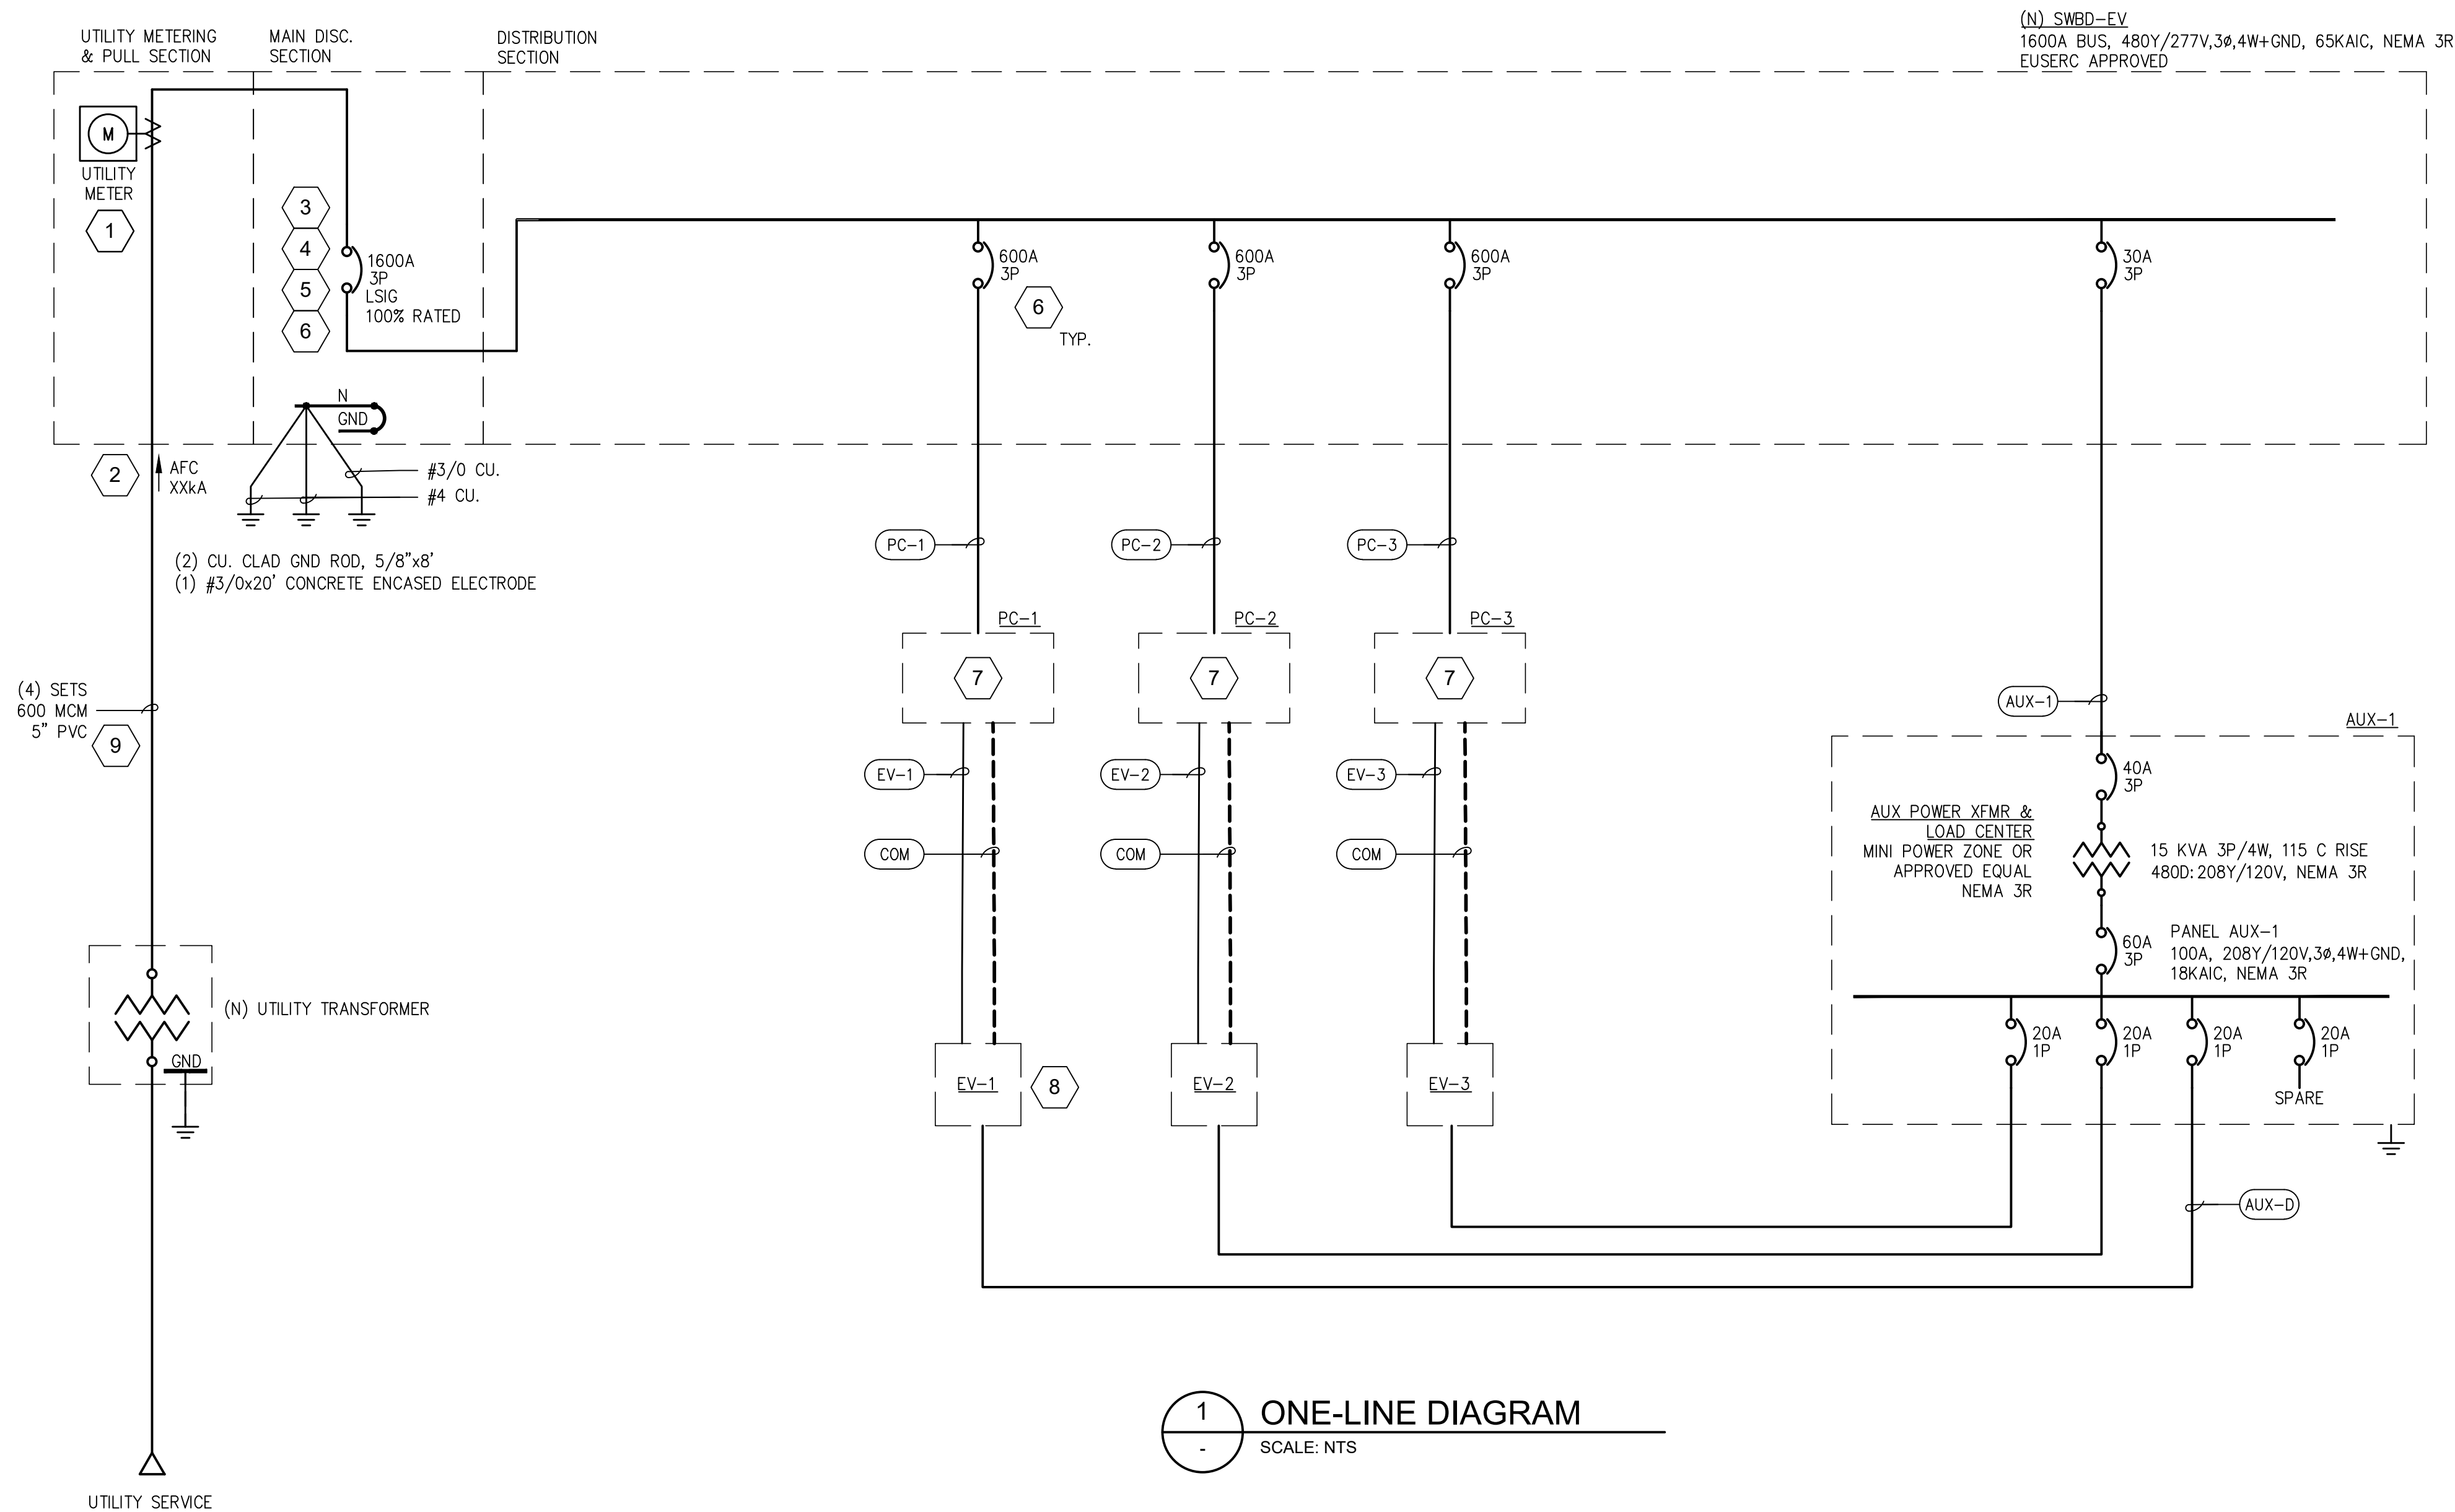 (N) SWBD-EV
1600A BUS, 480Y/277V,3ø,4W+GND, 65KAIC, NEMA 3R
EUSERC APPROVED
UTILITY METERING
& PULL SECTION
MAIN DISC.
SECTION
DISTRIBUTION
SECTION
M
UTILITY
METER
1
3
4
5
6
1600A
3P
LSIG
100% RATED
600A
3P
6
TYP.
600A
3P
600A
3P
30A
3P
N
GND
2
AFC
XXkA
#3/0 CU.
#4 CU.
(2) CU. CLAD GND ROD, 5/8"x8'
(1) #3/0x20' CONCRETE ENCASED ELECTRODE
PC-1
PC-2
PC-3
PC-1
PC-2
PC-3
7
7
7
(4) SETS
600 MCM
5" PVC
9
AUX-1
AUX-1
EV-1
EV-2
EV-3
COM
COM
COM
40A
3P
AUX POWER XFMR &
LOAD CENTER
MINI POWER ZONE OR
APPROVED EQUAL
NEMA 3R
15 KVA 3P/4W, 115 C RISE
480D:208Y/120V, NEMA 3R
60A
3P
PANEL AUX-1
100A, 208Y/120V,3ø,4W+GND,
18KAIC, NEMA 3R
20A
1P
20A
1P
20A
1P
20A
1P
SPARE
(N) UTILITY TRANSFORMER
GND
EV-1
8
EV-2
EV-3
AUX-D
1
-
ONE-LINE DIAGRAM
SCALE: NTS
UTILITY SERVICE